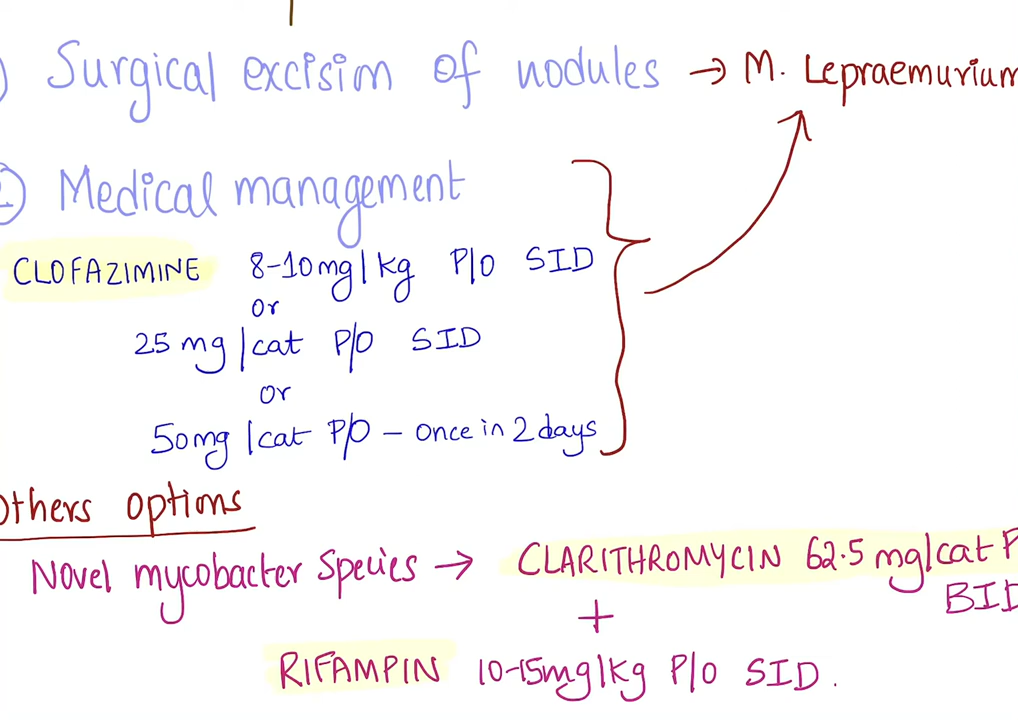 ) Surgical excision of nodules → M. Lepraemurium
2) Medical management
CLOFAZIMINE 8-10mg/kg P/O SID
or
25 mg/cat P/O SID
or
50mg/cat P/O - once in 2 days
Others options
Novel mycobacter Species → CLARITHROMYCIN 62.5 mg/cat P
BID
+
RIFAMPIN 10-15mg/kg P/O SID.